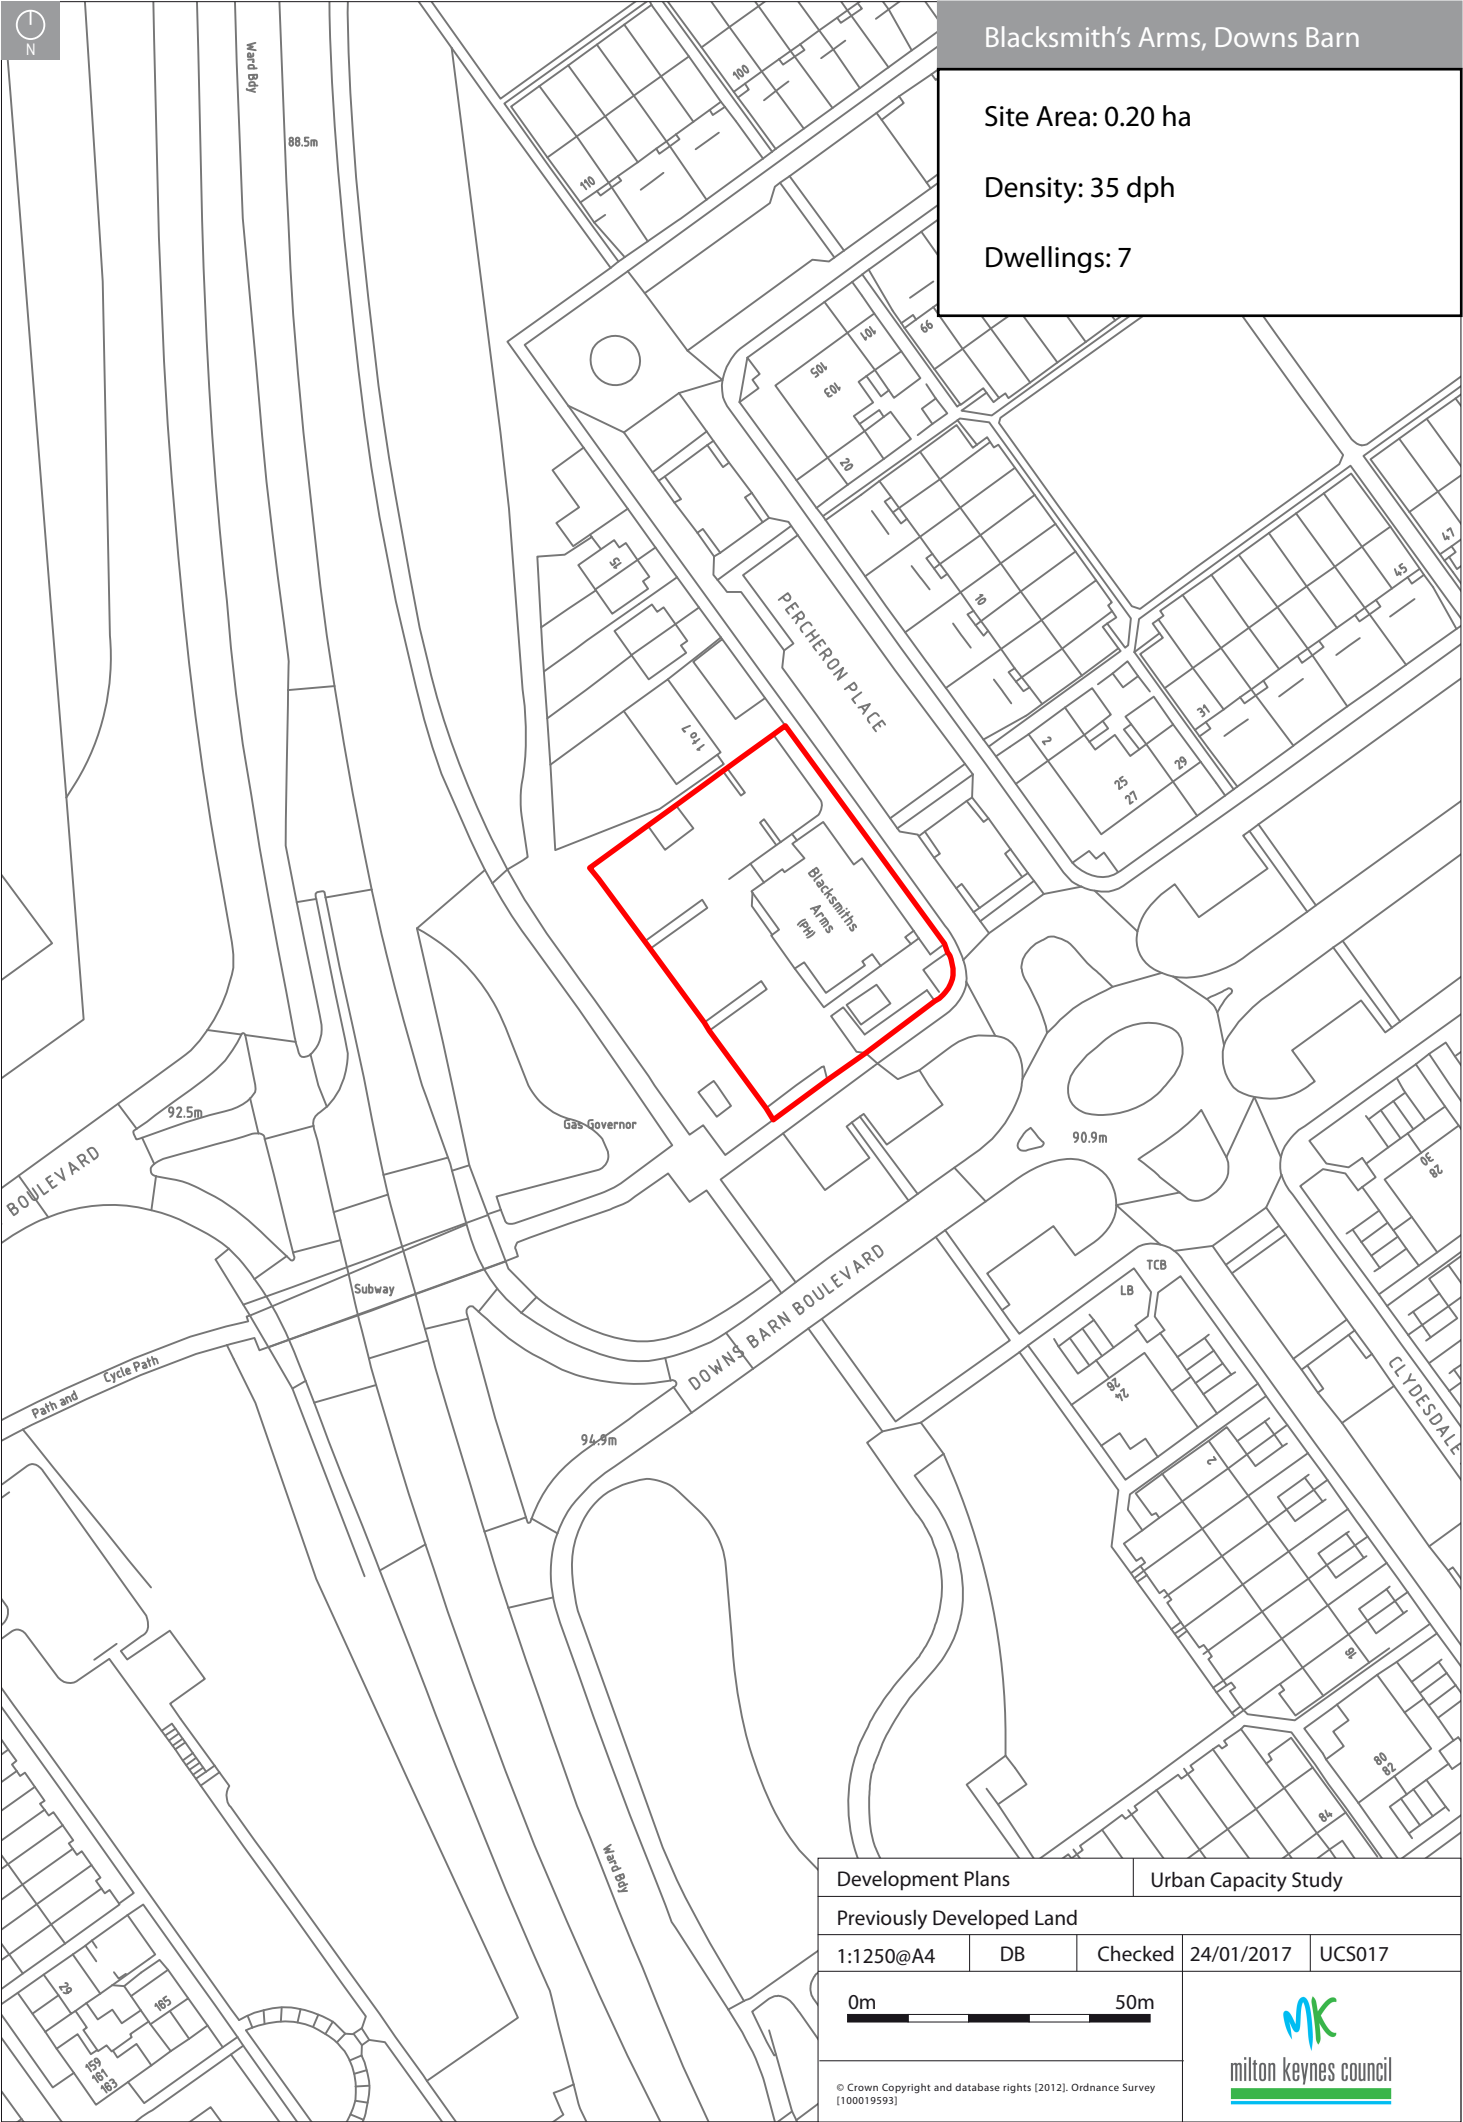 N
Blacksmith's Arms, Downs Barn
Site Area: 0.20 ha
Density: 35 dph
Dwellings: 7
Ward Bdy
88.5m
100
110
101
99
105
103
20
15
10
47
45
PERCHERON PLACE
31
2
1 to 7
29
25
27
Blacksmiths
Arms
(PH)
92.5m
Gas Governor
90.9m
BOULEVARD
30
28
TCB
LB
Subway
DOWNS BARN BOULEVARD
Cycle Path
Path and
26
24
CLYDESDALE
94.9m
2
16
80
82
84
Ward Bdy
29
185
159
161
163
Development Plans
Urban Capacity Study
Previously Developed Land
1:1250@A4
DB
Checked
24/01/2017
UCS017
0m
50m
MK
milton keynes council
© Crown Copyright and database rights [2012]. Ordnance Survey
[100019593]